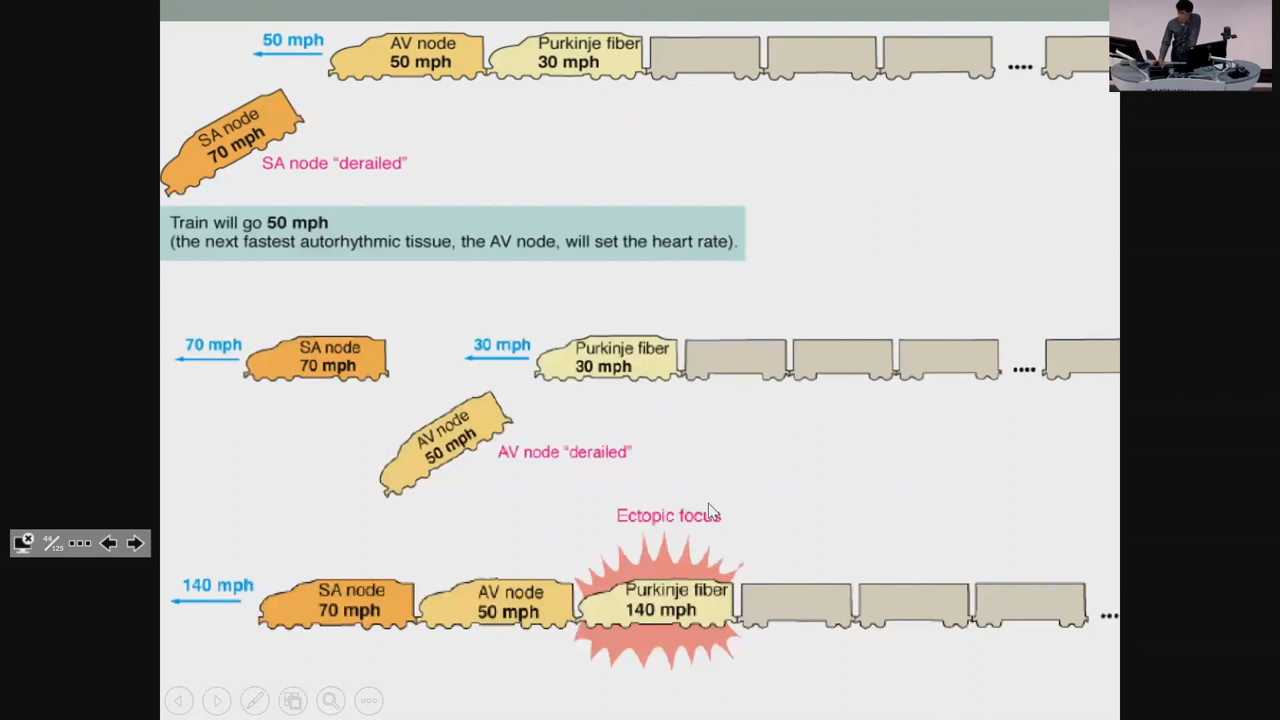 50 mph
AV node
50 mph
Purkinje fiber
30 mph
SA node
70 mph
SA node “derailed”
Train will go 50 mph
(the next fastest autorhythmic tissue, the AV node, will set the heart rate).
70 mph
SA node
70 mph
30 mph
Purkinje fiber
30 mph
AV node
50 mph
AV node “derailed”
Ectopic focus
140 mph
SA node
70 mph
AV node
50 mph
Purkinje fiber
140 mph
44/125